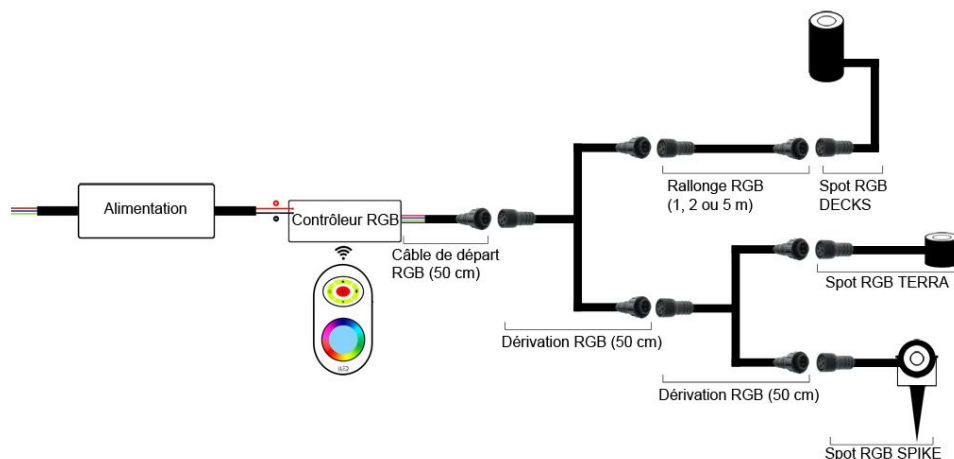 Alimentation
Contrôleur RGB
Câble de départ
RGB (50 cm)
Rallonge RGB
(1, 2 ou 5 m)
Spot RGB
DECKS
Dérivation RGB (50 cm)
Spot RGB TERRA
Dérivation RGB (50 cm)
Spot RGB SPIKE